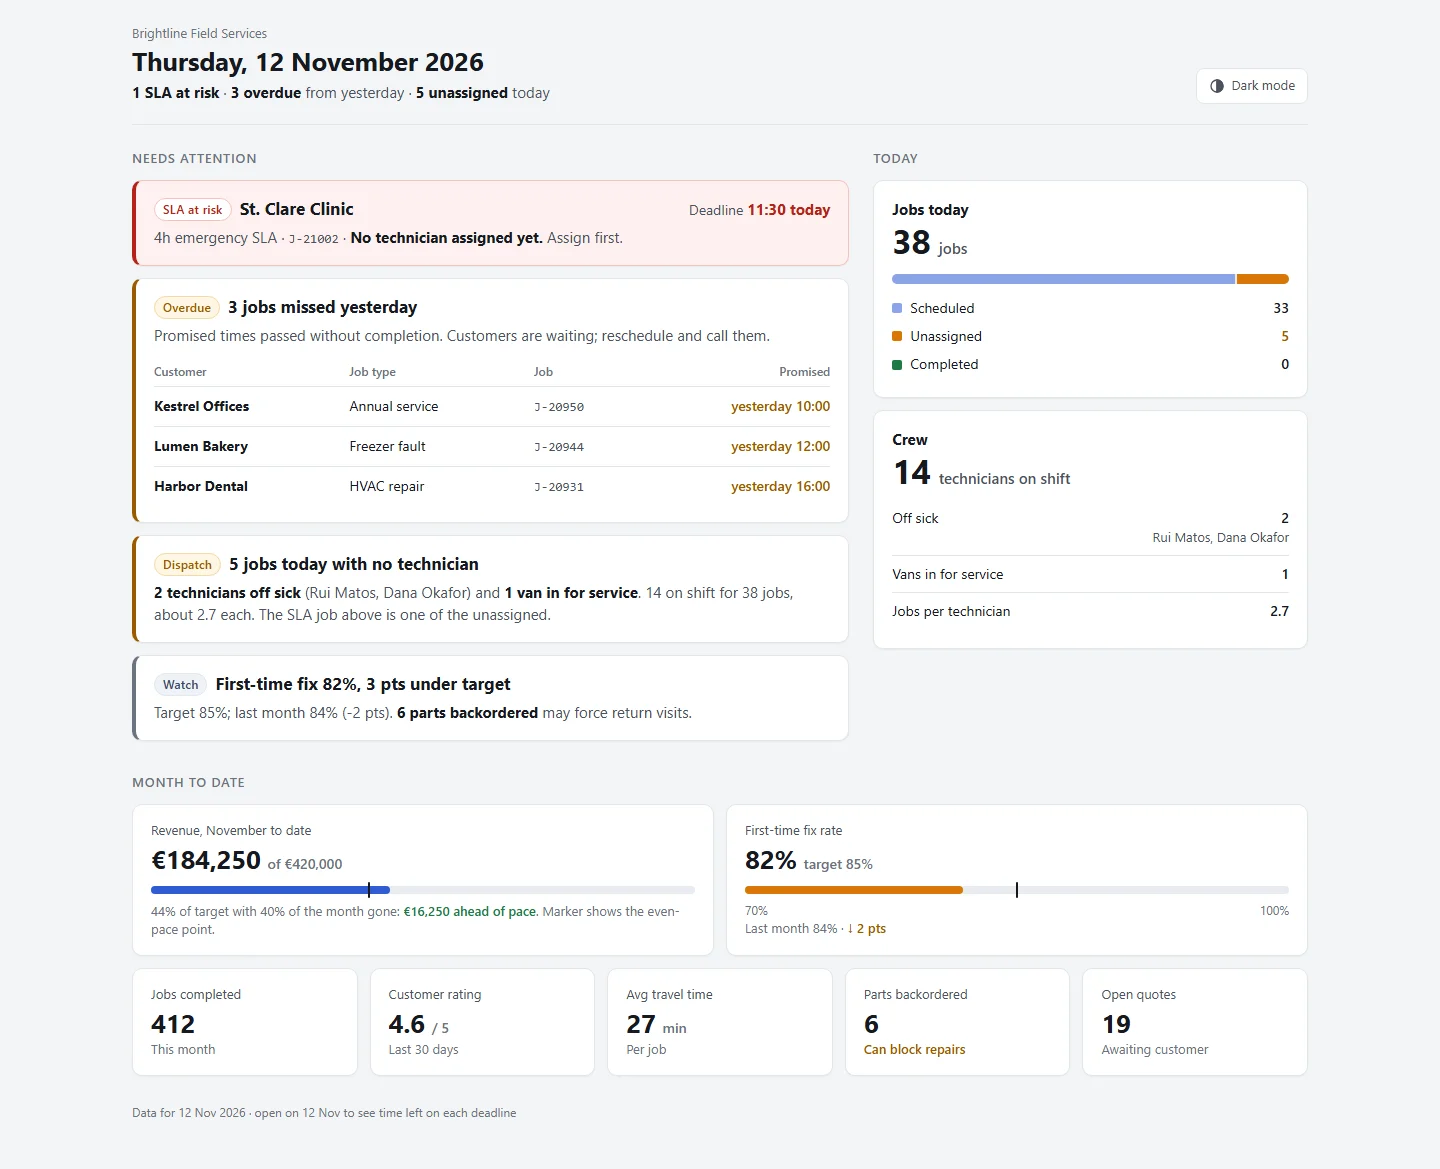 Brightline Field Services
Thursday, 12 November 2026
1 SLA at risk · 3 overdue from yesterday · 5 unassigned today
Dark mode
NEEDS ATTENTION
SLA at risk St. Clare Clinic Deadline 11:30 today
4h emergency SLA · J-21002 · No technician assigned yet. Assign first.
Overdue 3 jobs missed yesterday
Promised times passed without completion. Customers are waiting; reschedule and call them.
Customer Job type Job Promised
Kestrel Offices Annual service J-20950 yesterday 10:00
Lumen Bakery Freezer fault J-20944 yesterday 12:00
Harbor Dental HVAC repair J-20931 yesterday 16:00
Dispatch 5 jobs today with no technician
2 technicians off sick (Rui Matos, Dana Okafor) and 1 van in for service. 14 on shift for 38 jobs,
about 2.7 each. The SLA job above is one of the unassigned.
Watch First-time fix 82%, 3 pts under target
Target 85%; last month 84% (-2 pts). 6 parts backordered may force return visits.
TODAY
Jobs today
38 jobs
Scheduled 33
Unassigned 5
Completed 0
Crew
14 technicians on shift
Off sick 2
Rui Matos, Dana Okafor
Vans in for service 1
Jobs per technician 2.7
MONTH TO DATE
Revenue, November to date
€184,250 of €420,000
44% of target with 40% of the month gone: €16,250 ahead of pace. Marker shows the even-
pace point.
First-time fix rate
82% target 85%
70% 100%
Last month 84% · ↓ 2 pts
Jobs completed
412
This month
Customer rating
4.6 / 5
Last 30 days
Avg travel time
27 min
Per job
Parts backordered
6
Can block repairs
Open quotes
19
Awaiting customer
Data for 12 Nov 2026 · open on 12 Nov to see time left on each deadline